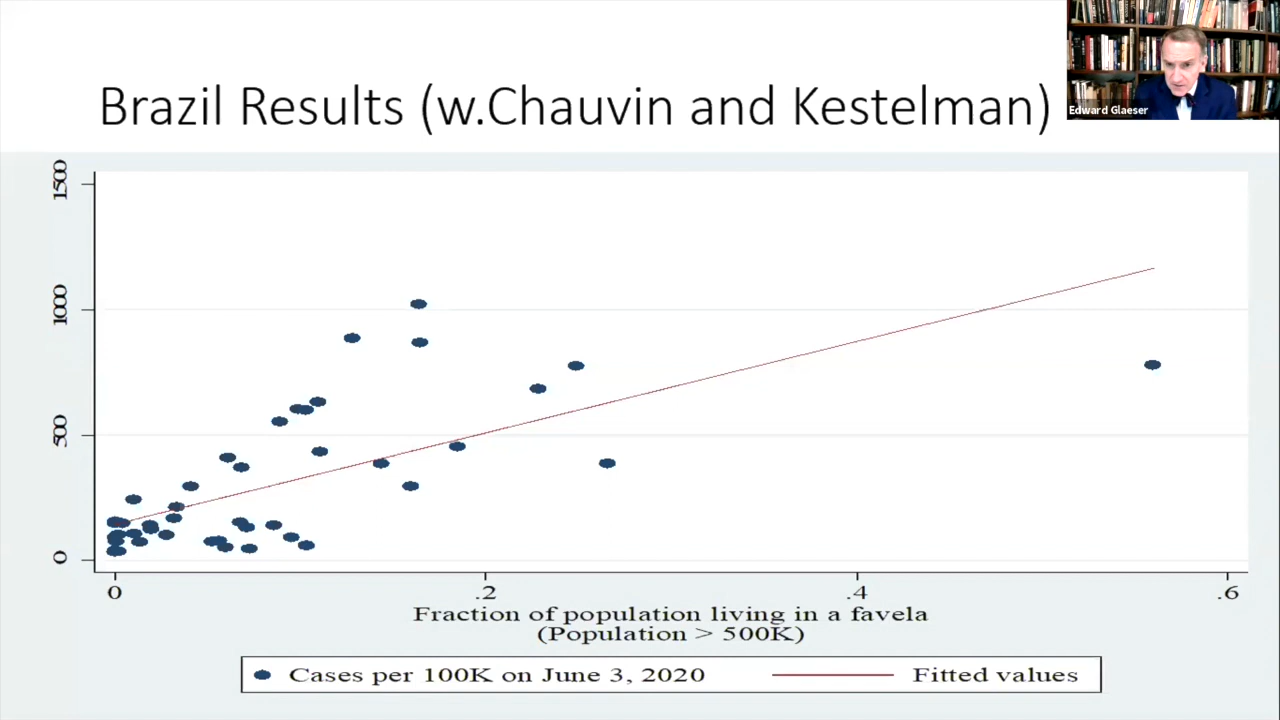 Edward Glaeser
Brazil Results (w.Chauvin and Kestelman)
1500
1000
500
0
0
.2
.4
.6
Fraction of population living in a favela
(Population > 500K)
Cases per 100K on June 3, 2020
Fitted values